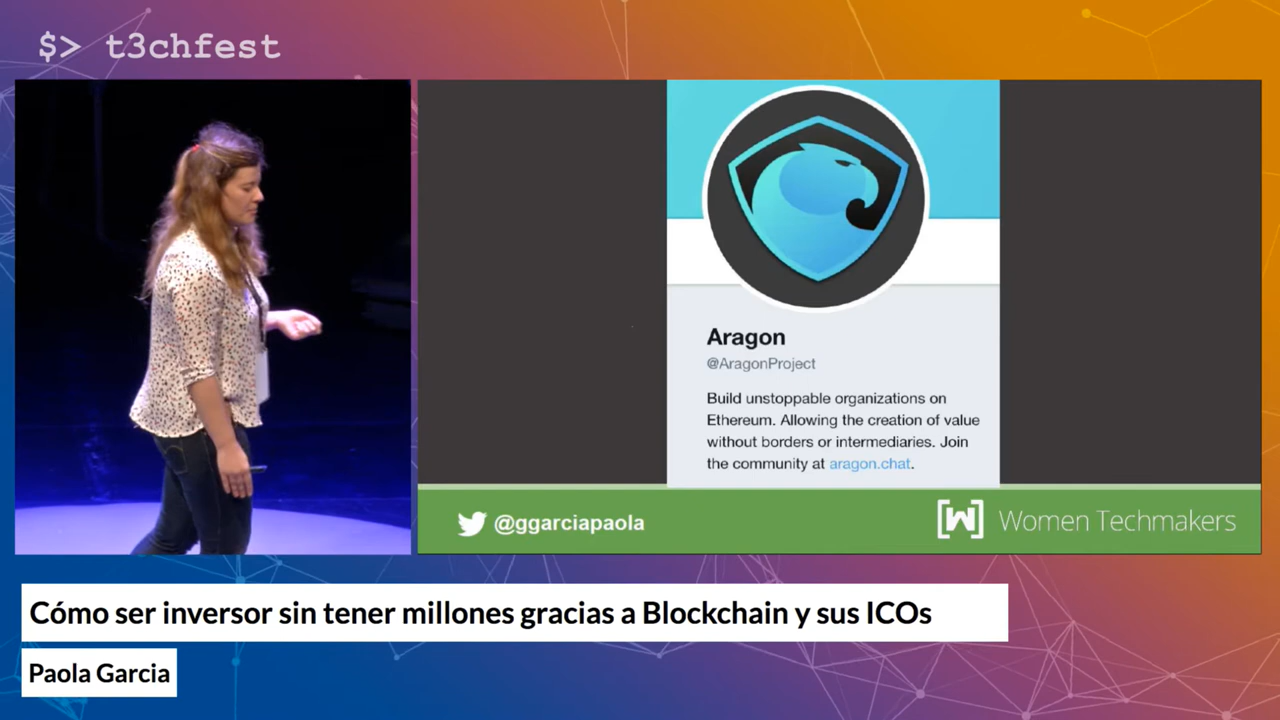 $> t3chfest
Aragon
@AragonProject
Build unstoppable organizations on
Ethereum. Allowing the creation of value
without borders or intermediaries. Join
the community at aragon.chat.
@ggarciapaola
[W] Women Techmakers
Cómo ser inversor sin tener millones gracias a Blockchain y sus ICOs
Paola Garcia